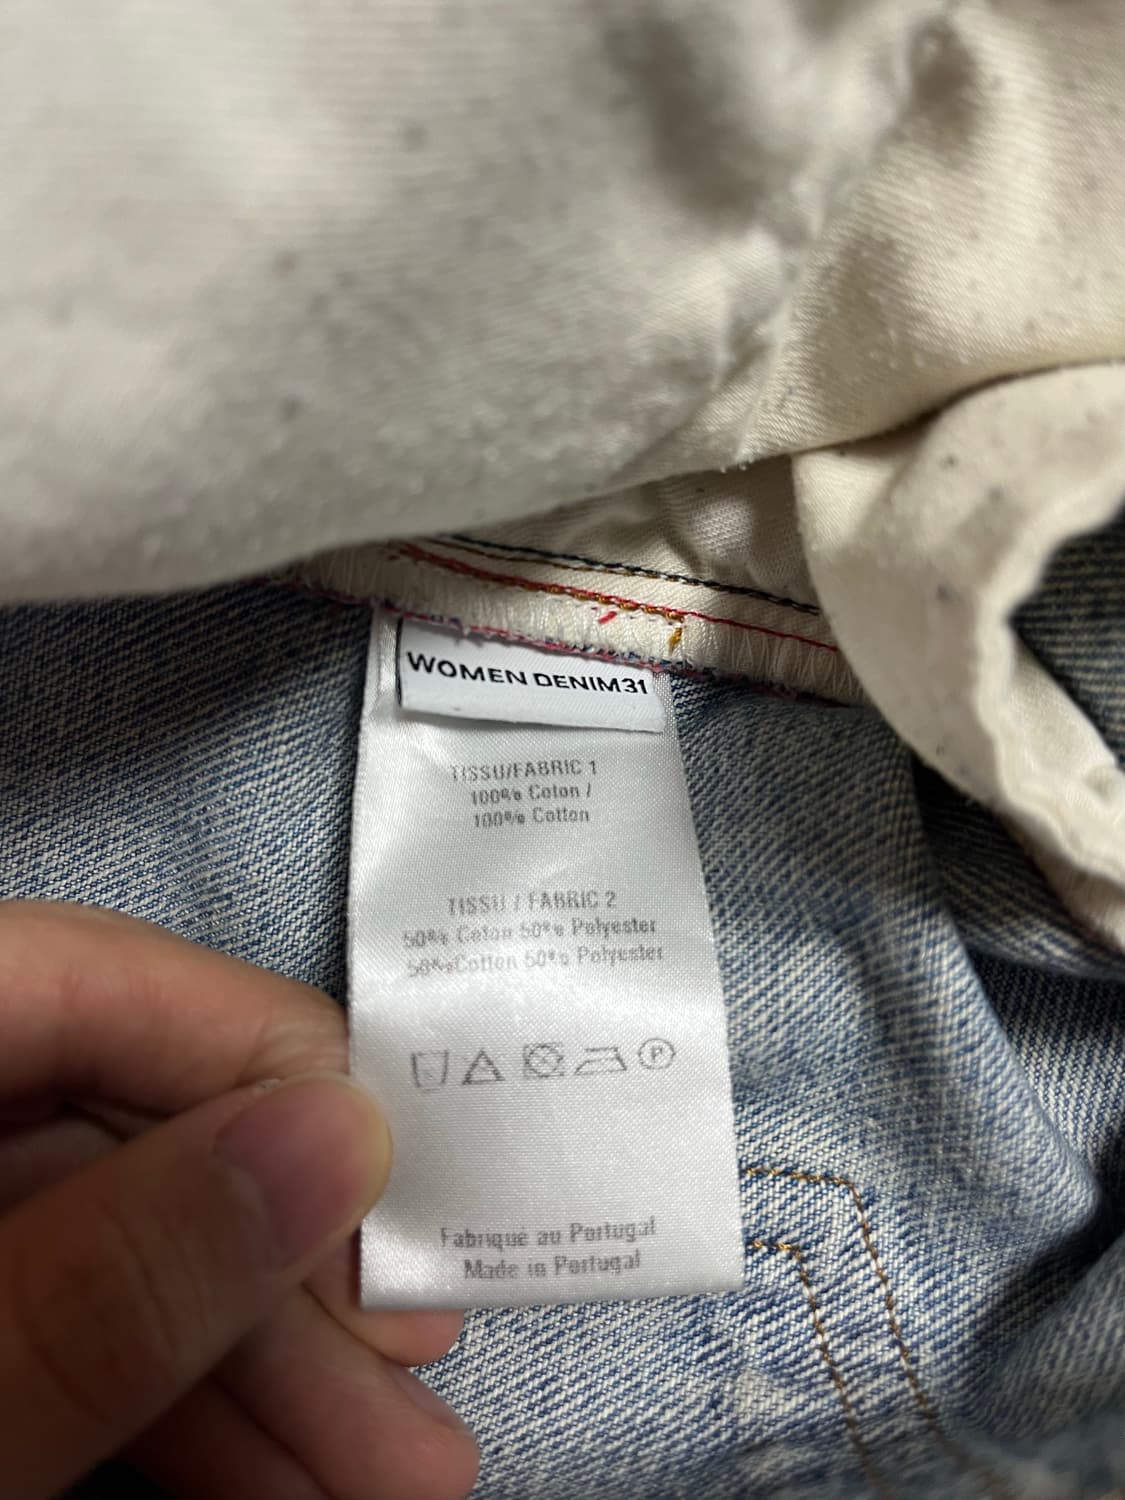 WOMEN DENIM31
TISSU/FABRIC 1
100% Coton /
100% Cotton
TISSU / FABRIC 2
50% Coton 50% Polyester
50%Cotton 50% Polyester
P
Fabriqué au Portugal
Made in Portugal